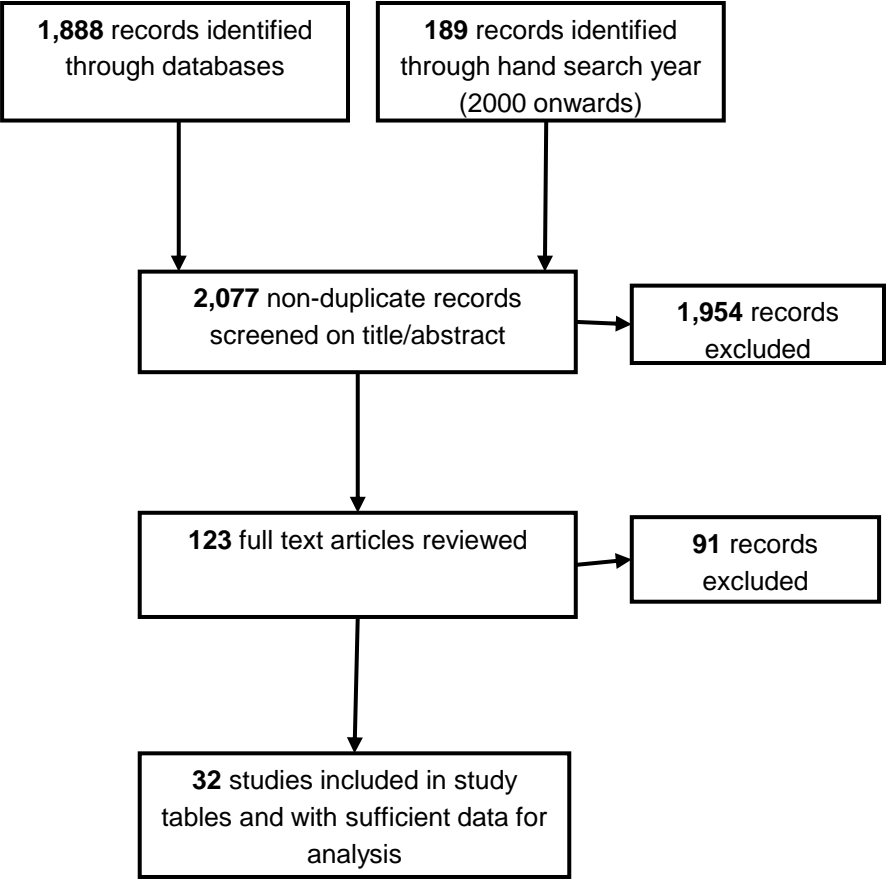 1,888 records identified
through databases
189 records identified
through hand search year
(2000 onwards)
2,077 non-duplicate records
screened on title/abstract
1,954 records
excluded
123 full text articles reviewed
91 records
excluded
32 studies included in study
tables and with sufficient data for
analysis